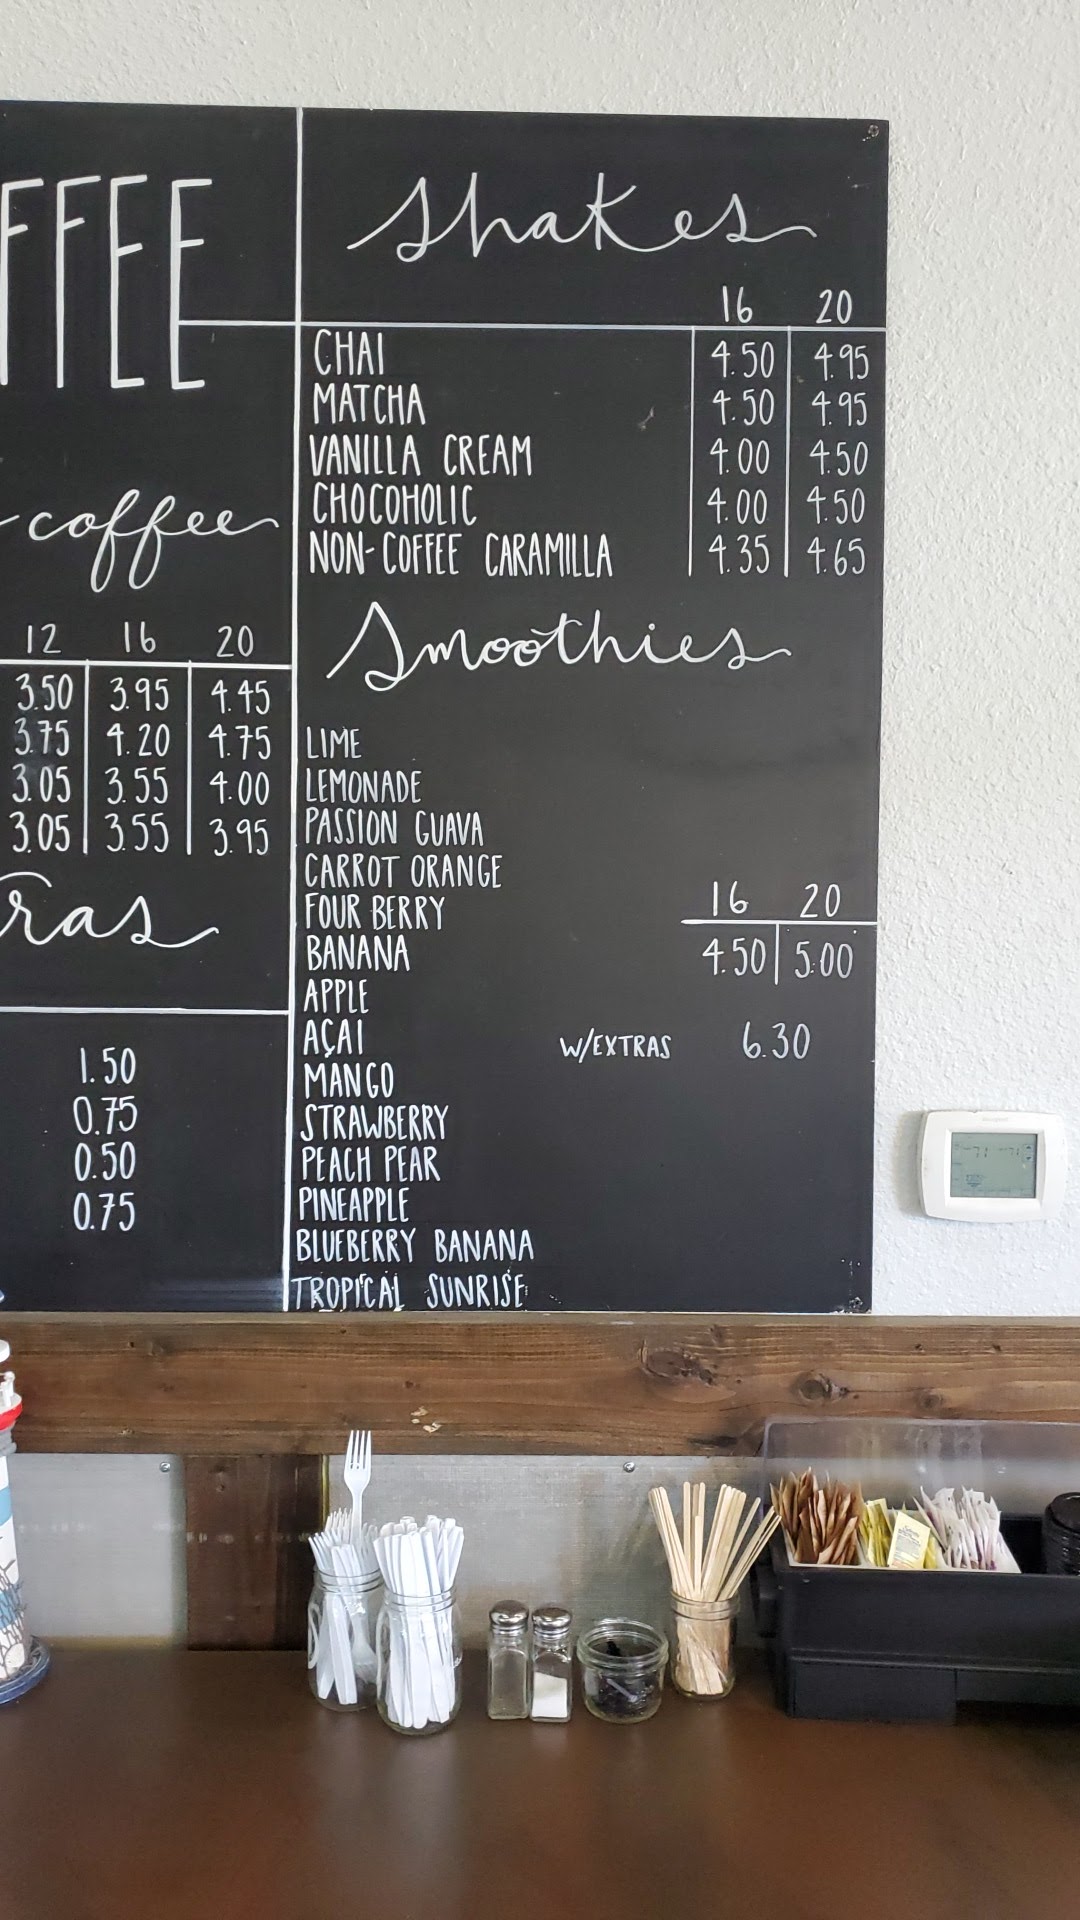 FFEE
coffee
12 16 20
3.50 3.95 4.45
3.75 4.20 4.75
3.05 3.55 4.00
3.05 3.55 3.95
ras
1.50
0.75
0.50
0.75
Shakes
16 20
CHAI 4.50 4.95
MATCHA 4.50 4.95
VANILLA CREAM 4.00 4.50
CHOCOHOLIC 4.00 4.50
NON-COFFEE CARAMILLA 4.35 4.65
Smoothies
LIME
LEMONADE
PASSION GUAVA
CARROT ORANGE
FOUR BERRY
BANANA
APPLE
AÇAI
MANGO
STRAWBERRY
PEACH PEAR
PINEAPPLE
BLUEBERRY BANANA
TROPICAL SUNRISE
16 20
4.50 5.00
W/EXTRAS 6.30
71 71